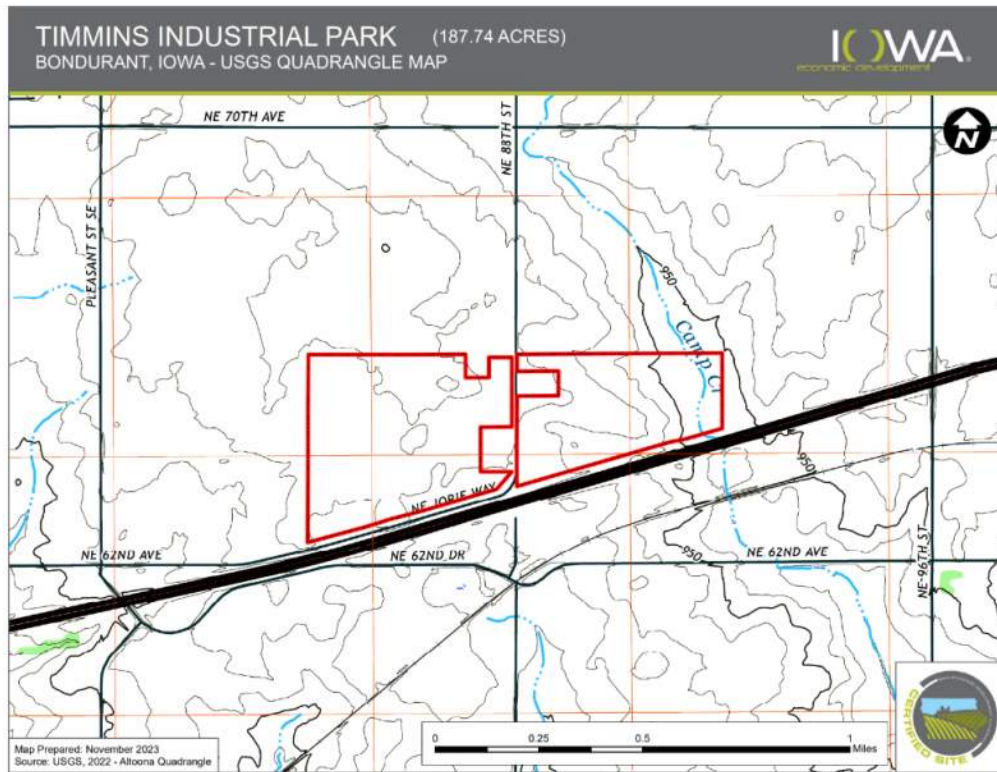 TIMMINS INDUSTRIAL PARK (187.74 ACRES)
BONDURANT, IOWA - USGS QUADRANGLE MAP
IOWA
economic development
NE 70TH AVE
NE 88TH ST
N
PLEASANT ST SE
950
Camp Cr
NE JORIE WAY
950
NE 62ND AVE
NE 62ND DR
950
NE 62ND AVE
NE 96TH ST
0 0.25 0.5 1 Miles
Map Prepared: November 2023
Source: USGS, 2022 - Altoona Quadrangle
CERTIFIED SITE